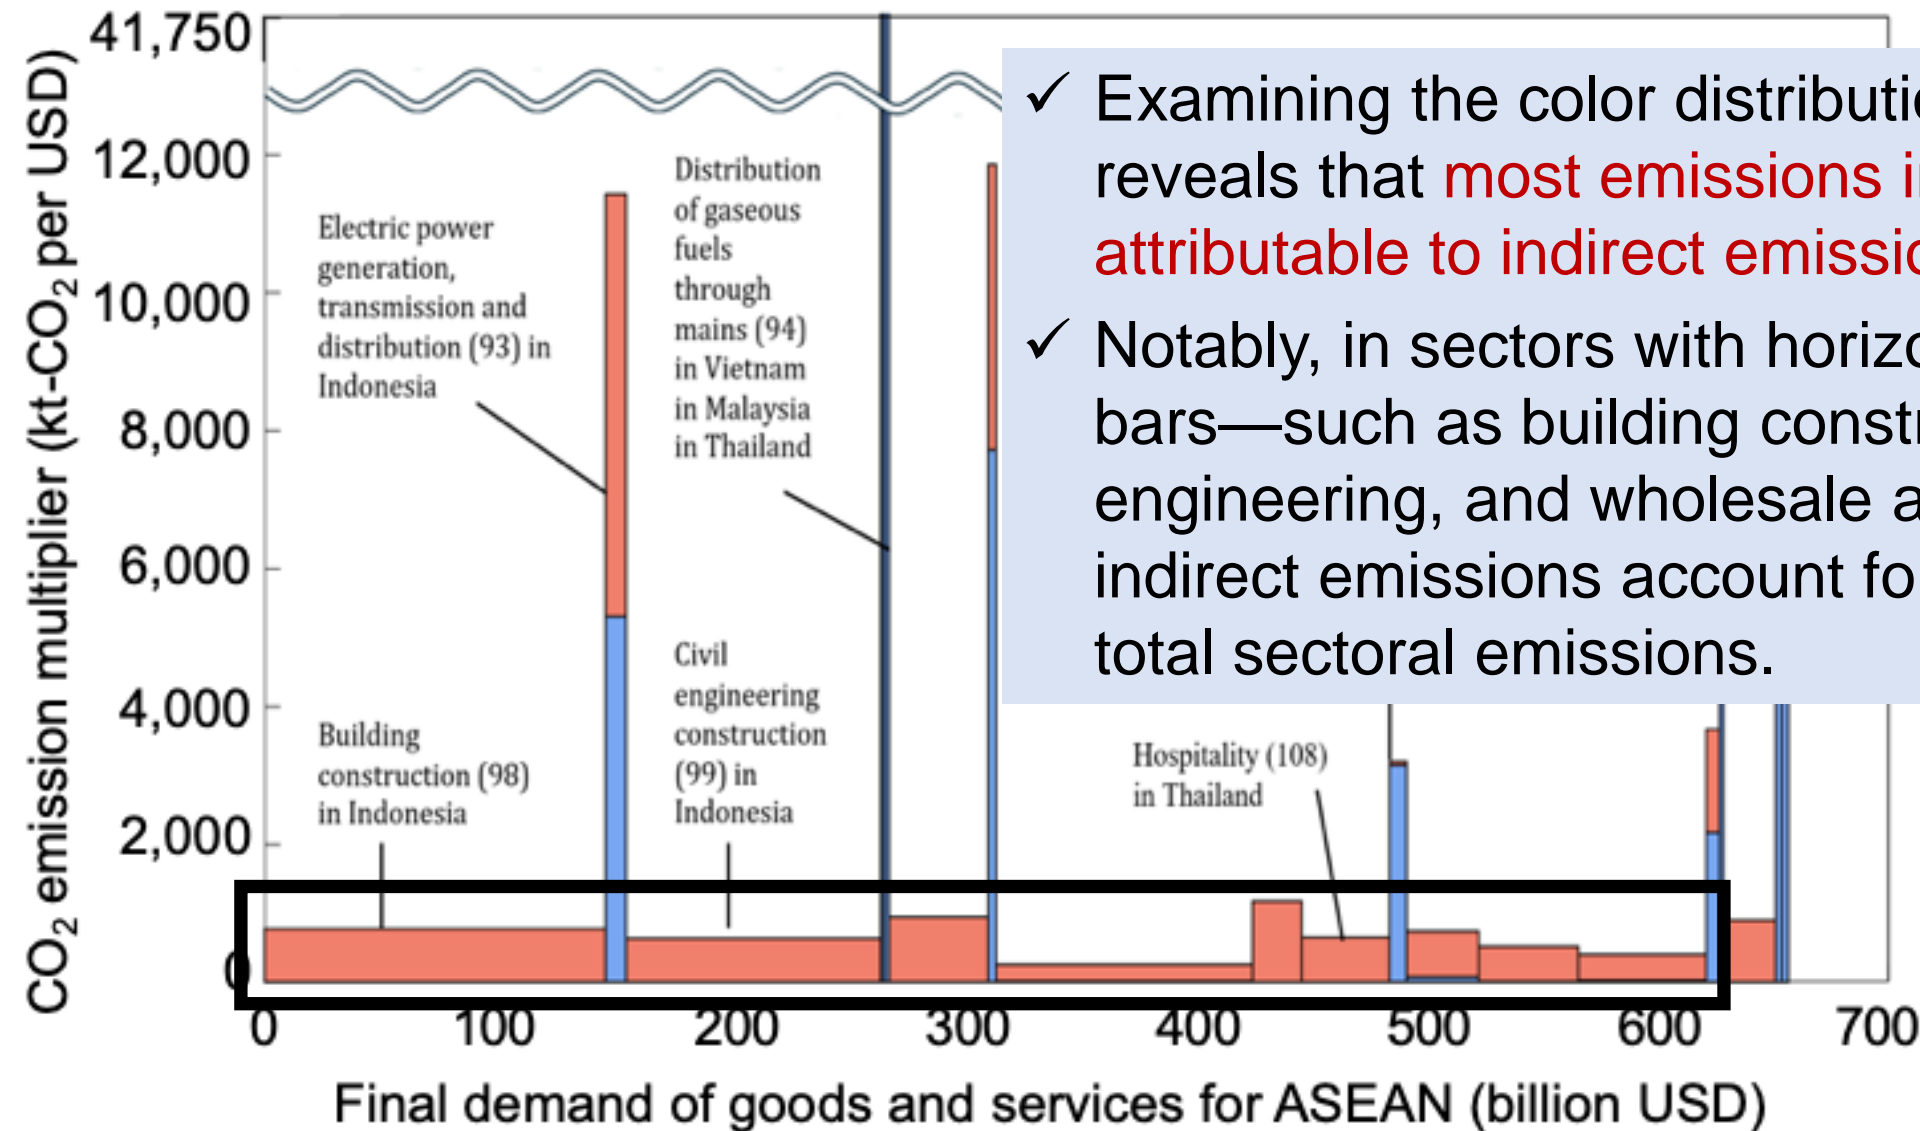 41,750
12,000
10,000
8,000
6,000
4,000
2,000
0
CO₂ emission multiplier (kt-CO₂ per USD)
Electric power
generation,
transmission and
distribution (93) in
Indonesia
Distribution
of gaseous
fuels
through
mains (94)
in Vietnam
in Malaysia
in Thailand
Building
construction (98)
in Indonesia
Civil
engineering
construction
(99) in
Indonesia
Hospitality (108)
in Thailand
✓ Examining the color
reveals that most emissions
attributable to indirect
✓ Notably, in sectors with
bars—such as building
engineering, and wholesale
indirect emissions account
total sectoral emissions.
0 100 200 300 400 500 600 700
Final demand of goods and services for ASEAN (billion USD)